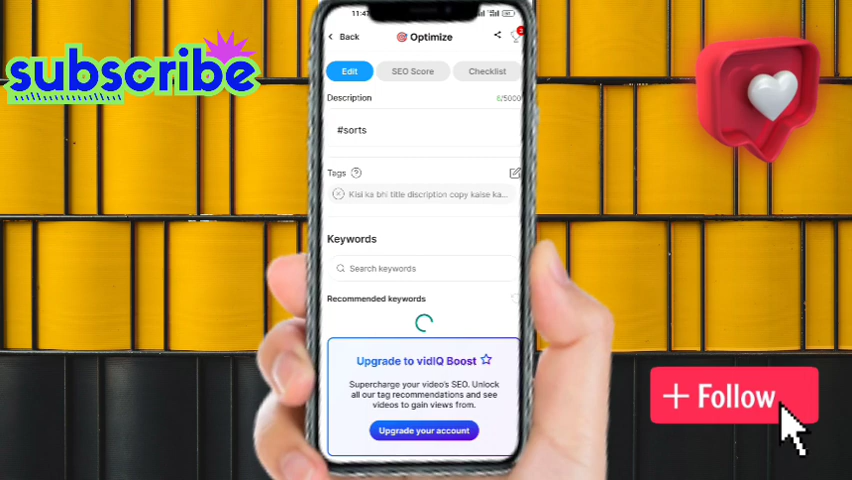 subscribe
11:4
Back
Optimize
3
Edit
SEO Score
Checklist
Description
6/5000
#sorts
Tags
Kisi ka bhi title discription copy kaise ka...
Keywords
Search keywords
Recommended keywords
Upgrade to vidIQ Boost
Supercharge your video's SEO. Unlock
all our tag recommendations and see
videos to gain views from.
Upgrade your account
+ Follow